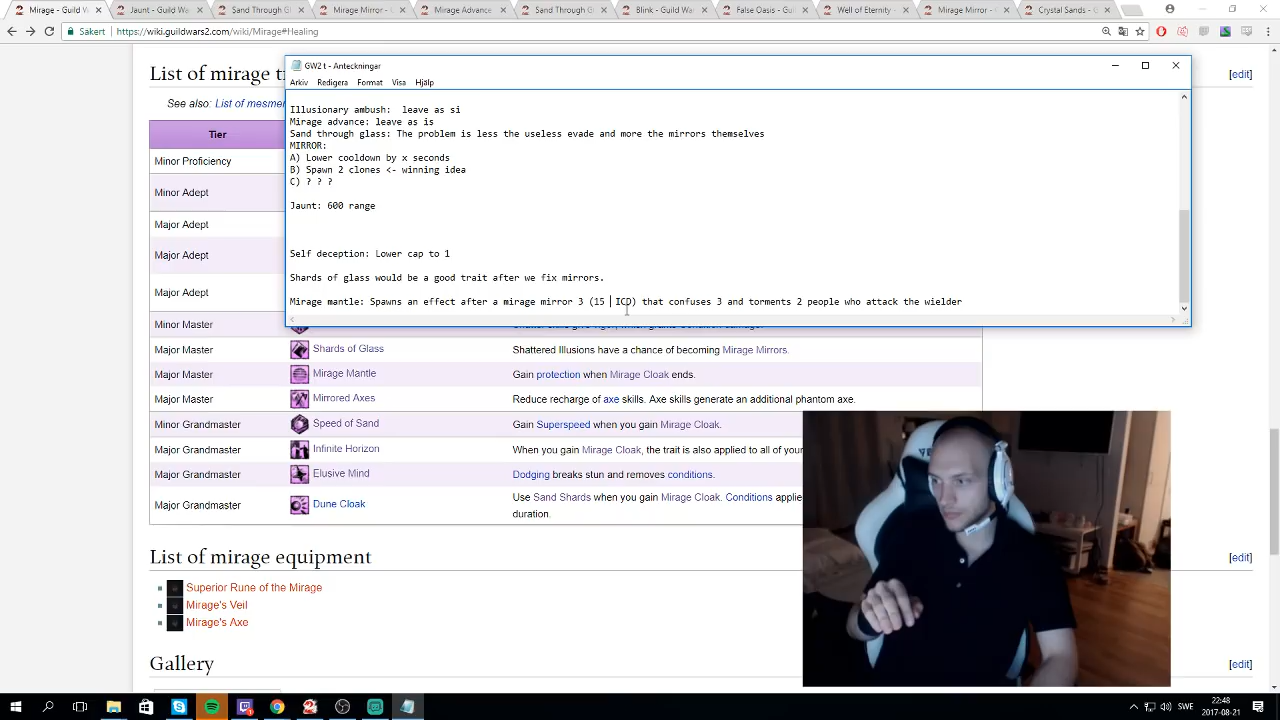 Mirage - Guild W
Jaunt - Guild War
Sand Through Gl
Mirage Mirror - G
Mirage Advance
Sand Through Gl
Blink - Guild Wa
False Oasis - Guil
Well of Eternity -
Mirage Mirror - G
Crystal Sands - G
Säkert
https://wiki.guildwars2.com/wiki/Mirage#Healing
List of mirage t
[edit]
See also: List of mesmer
Tier
Minor Proficiency
Minor Adept
Major Adept
Major Adept
Major Adept
GW2 t - Anteckningar
Arkiv Redigera Format Visa Hjälp
Illusionary ambush:  leave as si
Mirage advance: leave as is
Sand through glass: The problem is less the useless evade and more the mirrors themselves
MIRROR:
A) Lower cooldown by x seconds
B) Spawn 2 clones <- winning idea
C) ? ? ?
Jaunt: 600 range
Self deception: Lower cap to 1
Shards of glass would be a good trait after we fix mirrors.
Mirage mantle: Spawns an effect after a mirage mirror 3 (15 ICD) that confuses 3 and torments 2 people who attack the wielder
Minor Master
Major Master Shards of Glass Shattered Illusions have a chance of becoming Mirage Mirrors.
Major Master Mirage Mantle Gain protection when Mirage Cloak ends.
Major Master Mirrored Axes Reduce recharge of axe skills. Axe skills generate an additional phantom axe.
Minor Grandmaster Speed of Sand Gain Superspeed when you gain Mirage Cloak.
Major Grandmaster Infinite Horizon When you gain Mirage Cloak, the trait is also applied to all of your
Major Grandmaster Elusive Mind Dodging breaks stun and removes conditions.
Major Grandmaster Dune Cloak Use Sand Shards when you gain Mirage Cloak. Conditions applie
duration.
List of mirage equipment
[edit]
Superior Rune of the Mirage
Mirage's Veil
Mirage's Axe
Gallery
[edit]
SWE
22:48
2017-08-21